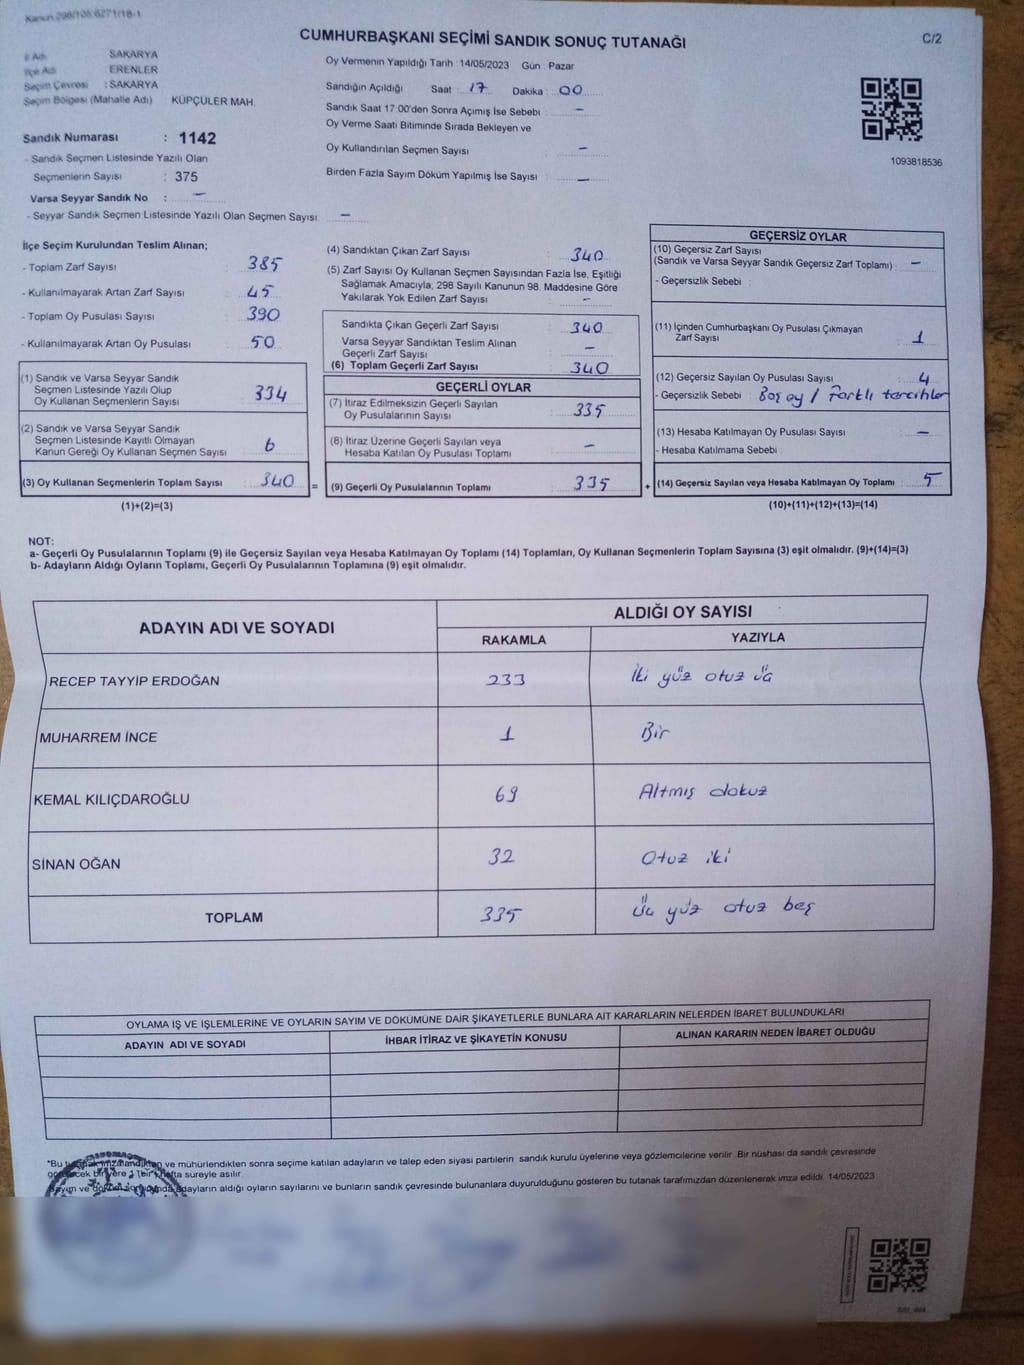 Kanun 298/105;6271/18-1
C/2
CUMHURBAŞKANI SEÇİMİ SANDIK SONUÇ TUTANAĞI
İl Adı SAKARYA
İlçe Adı ERENLER
Seçim Çevresi : SAKARYA
Seçim Bölgesi (Mahalle Adı) KÜPÇÜLER MAH.
Sandık Numarası : 1142
- Sandık Seçmen Listesinde Yazılı Olan
Seçmenlerin Sayısı : 375
Varsa Seyyar Sandık No : –
- Seyyar Sandık Seçmen Listesinde Yazılı Olan Seçmen Sayısı: –
Oy Vermenin Yapıldığı Tarih : 14/05/2023 Gün : Pazar
Sandığın Açıldığı Saat : 17 Dakika : 00
Sandık Saat 17:00'den Sonra Açılmış İse Sebebi : –
Oy Verme Saati Bitiminde Sırada Bekleyen ve
Oy Kullandırılan Seçmen Sayısı : –
Birden Fazla Sayım Döküm Yapılmış İse Sayısı : –
1093818536
İlçe Seçim Kurulundan Teslim Alınan;
- Toplam Zarf Sayısı : 385
- Kullanılmayarak Artan Zarf Sayısı : 45
- Toplam Oy Pusulası Sayısı : 390
- Kullanılmayarak Artan Oy Pusulası : 50
(1) Sandık ve Varsa Seyyar Sandık
Seçmen Listesinde Yazılı Olup
Oy Kullanan Seçmenlerin Sayısı : 334
(2) Sandık ve Varsa Seyyar Sandık
Seçmen Listesinde Kayıtlı Olmayan
Kanun Gereği Oy Kullanan Seçmen Sayısı : 6
(3) Oy Kullanan Seçmenlerin Toplam Sayısı : 340 =
(1)+(2)=(3)
(4) Sandıktan Çıkan Zarf Sayısı : 340
(5) Zarf Sayısı Oy Kullanan Seçmen Sayısından Fazla İse, Eşitliği
Sağlamak Amacıyla, 298 Sayılı Kanunun 98. Maddesine Göre
Yakılarak Yok Edilen Zarf Sayısı : –
Sandıkta Çıkan Geçerli Zarf Sayısı : 340
Varsa Seyyar Sandıktan Teslim Alınan
Geçerli Zarf Sayısı : –
(6) Toplam Geçerli Zarf Sayısı : 340
GEÇERLİ OYLAR
(7) İtiraz Edilmeksizin Geçerli Sayılan
Oy Pusulalarının Sayısı : 335
(8) İtiraz Üzerine Geçerli Sayılan veya
Hesaba Katılan Oy Pusulası Toplamı : –
(9) Geçerli Oy Pusulalarının Toplamı : 335 +
GEÇERSİZ OYLAR
(10) Geçersiz Zarf Sayısı
(Sandık ve Varsa Seyyar Sandık Geçersiz Zarf Toplamı) : –
- Geçersizlik Sebebi :
(11) İçinden Cumhurbaşkanı Oy Pusulası Çıkmayan
Zarf Sayısı : 1
(12) Geçersiz Sayılan Oy Pusulası Sayısı : 4
- Geçersizlik Sebebi : Boş oy / Farklı tercihler
(13) Hesaba Katılmayan Oy Pusulası Sayısı : –
- Hesaba Katılmama Sebebi :
(14) Geçersiz Sayılan veya Hesaba Katılmayan Oy Toplamı : 5
(10)+(11)+(12)+(13)=(14)
NOT:
a- Geçerli Oy Pusulalarının Toplamı (9) ile Geçersiz Sayılan veya Hesaba Katılmayan Oy Toplamı (14) Toplamları, Oy Kullanan Seçmenlerin Toplam Sayısına (3) eşit olmalıdır. (9)+(14)=(3)
b- Adayların Aldığı Oyların Toplamı, Geçerli Oy Pusulalarının Toplamına (9) eşit olmalıdır.
ADAYIN ADI VE SOYADI ALDIĞI OY SAYISI
RAKAMLA YAZIYLA
RECEP TAYYİP ERDOĞAN 233 İki yüz otuz üç
MUHARREM İNCE 1 Bir
KEMAL KILIÇDAROĞLU 69 Altmış dokuz
SİNAN OĞAN 32 Otuz iki
TOPLAM 335 Üç yüz otuz beş
OYLAMA İŞ VE İŞLEMLERİNE VE OYLARIN SAYIM VE DÖKÜMÜNE DAİR ŞİKAYETLERLE BUNLARA AİT KARARLARIN NELERDEN İBARET BULUNDUKLARI
ADAYIN ADI VE SOYADI İHBAR İTİRAZ VE ŞİKAYETİN KONUSU ALINAN KARARIN NEDEN İBARET OLDUĞU
"Bu ve mühürlendikten sonra seçime katılan adayların ve talep eden siyasi partilerin sandık kurulu üyelerine veya gözlemcilerine verilir. Bir nüshası da sandık çevresinde
yere 1 (bir) hafta süreyle asılır.
Sayım ve adayların aldığı oyların sayılarını ve bunların sandık çevresinde bulunanlara duyurulduğunu gösteren bu tutanak tarafımızdan düzenlenerek imza edildi. 14/05/2023